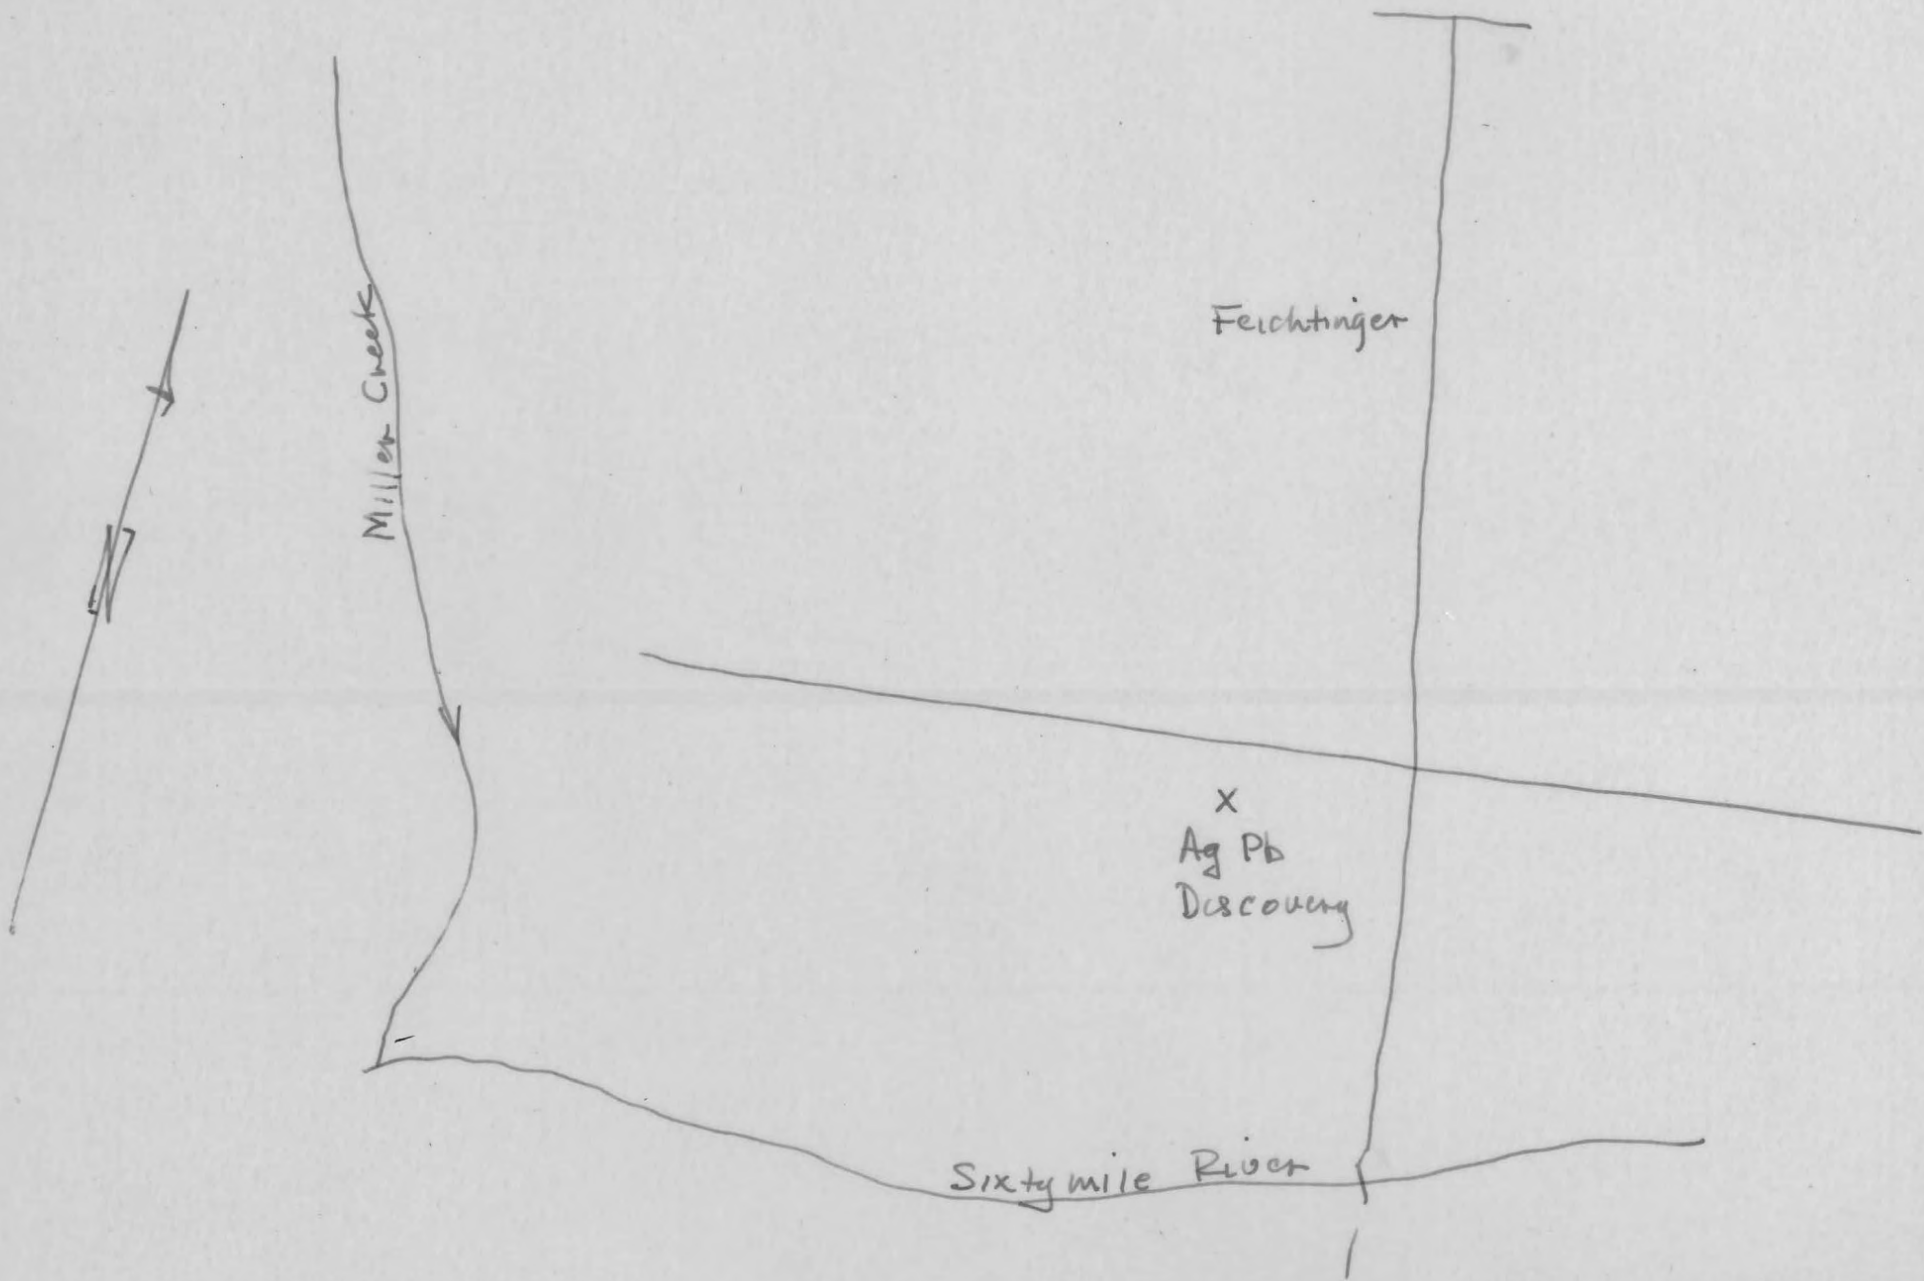 Feichtinger
Miller Creek
N
x
Ag Pb
Discovery
Sixtymile River